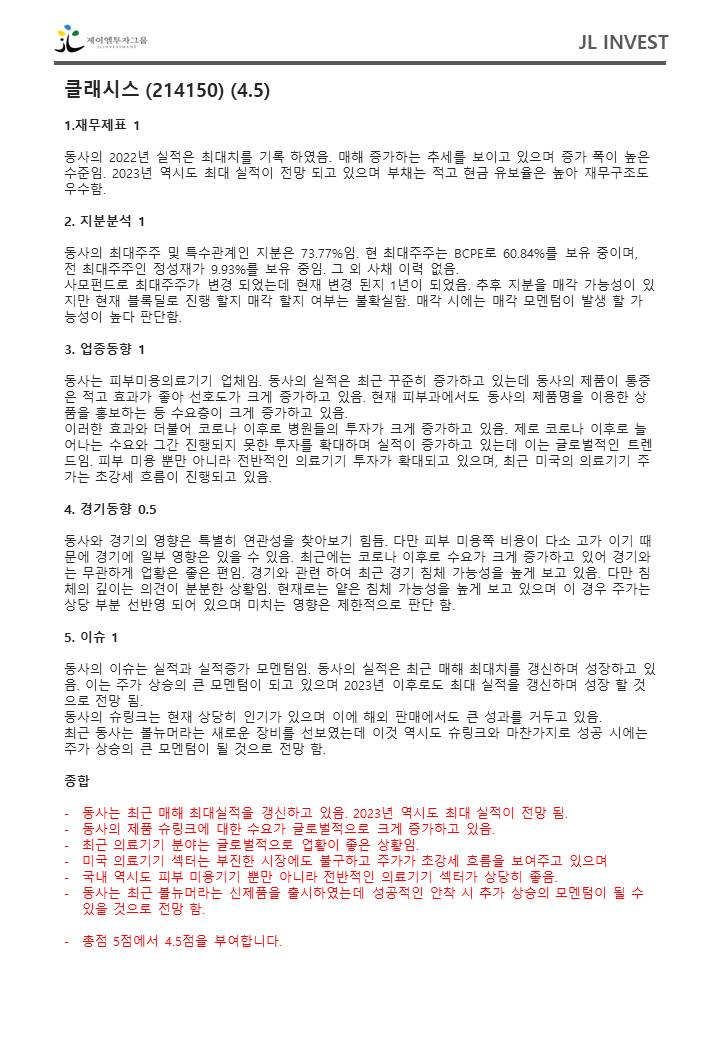 제이엘투자그룹
JL INVESTMENT
JL INVEST
클래시스 (214150) (4.5)
1.재무제표 1
동사의 2022년 실적은 최대치를 기록 하였음. 매해 증가하는 추세를 보이고 있으며 증가 폭이 높은
수준임. 2023년 역시도 최대 실적이 전망 되고 있으며 부채는 적고 현금 유보율은 높아 재무구조도
우수함.
2. 지분분석 1
동사의 최대주주 및 특수관계인 지분은 73.77%임. 현 최대주주는 BCPE로 60.84%를 보유 중이며,
전 최대주주인 정성재가 9.93%를 보유 중임. 그 외 사채 이력 없음.
사모펀드로 최대주주가 변경 되었는데 현재 변경 된지 1년이 되었음. 추후 지분을 매각 가능성이 있
지만 현재 블록딜로 진행 할지 매각 할지 여부는 불확실함. 매각 시에는 매각 모멘텀이 발생 할 가
능성이 높다 판단함.
3. 업종동향 1
동사는 피부미용의료기기 업체임. 동사의 실적은 최근 꾸준히 증가하고 있는데 동사의 제품이 통증
은 적고 효과가 좋아 선호도가 크게 증가하고 있음. 현재 피부과에서도 동사의 제품명을 이용한 상
품을 홍보하는 등 수요층이 크게 증가하고 있음.
이러한 효과와 더불어 코로나 이후로 병원들의 투자가 크게 증가하고 있음. 제로 코로나 이후로 늘
어나는 수요와 그간 진행되지 못한 투자를 확대하며 실적이 증가하고 있는데 이는 글로벌적인 트렌
드임. 피부 미용 뿐만 아니라 전반적인 의료기기 투자가 확대되고 있으며, 최근 미국의 의료기기 주
가는 초강세 흐름이 진행되고 있음.
4. 경기동향 0.5
동사와 경기의 영향은 특별히 연관성을 찾아보기 힘듬. 다만 피부 미용쪽 비용이 다소 고가 이기 때
문에 경기에 일부 영향은 있을 수 있음. 최근에는 코로나 이후로 수요가 크게 증가하고 있어 경기와
는 무관하게 업황은 좋은 편임. 경기와 관련 하여 최근 경기 침체 가능성을 높게 보고 있음. 다만 침
체의 깊이는 의견이 분분한 상황임. 현재로는 얕은 침체 가능성을 높게 보고 있으며 이 경우 주가는
상당 부분 선반영 되어 있으며 미치는 영향은 제한적으로 판단 함.
5. 이슈 1
동사의 이슈는 실적과 실적증가 모멘텀임. 동사의 실적은 최근 매해 최대치를 갱신하며 성장하고 있
음. 이는 주가 상승의 큰 모멘텀이 되고 있으며 2023년 이후로도 최대 실적을 갱신하며 성장 할 것
으로 전망 됨.
동사의 슈링크는 현재 상당히 인기가 있으며 이에 해외 판매에서도 큰 성과를 거두고 있음.
최근 동사는 볼뉴머라는 새로운 장비를 선보였는데 이것 역시도 슈링크와 마찬가지로 성공 시에는
주가 상승의 큰 모멘텀이 될 것으로 전망 함.
종합
- 동사는 최근 매해 최대실적을 갱신하고 있음. 2023년 역시도 최대 실적이 전망 됨.
- 동사의 제품 슈링크에 대한 수요가 글로벌적으로 크게 증가하고 있음.
- 최근 의료기기 분야는 글로벌적으로 업황이 좋은 상황임.
- 미국 의료기기 섹터는 부진한 시장에도 불구하고 주가가 초강세 흐름을 보여주고 있으며
- 국내 역시도 피부 미용기기 뿐만 아니라 전반적인 의료기기 섹터가 상당히 좋음.
- 동사는 최근 볼뉴머라는 신제품을 출시하였는데 성공적인 안착 시 추가 상승의 모멘텀이 될 수
있을 것으로 전망 함.
- 총점 5점에서 4.5점을 부여합니다.